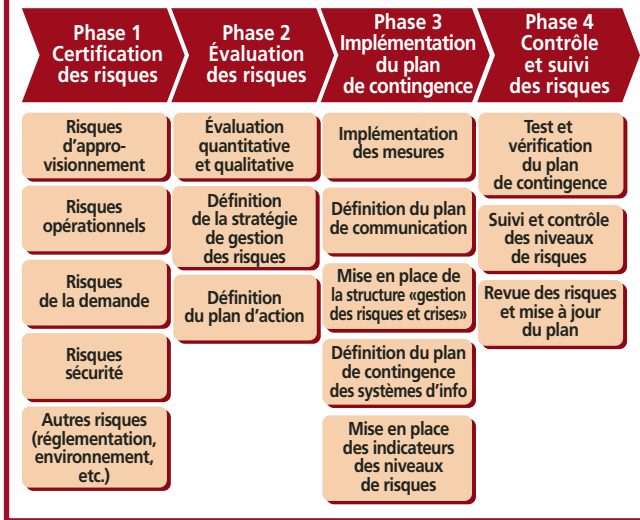 Phase 1
Certification
des risques
Phase 2
Évaluation
des risques
Phase 3
Implémentation
du plan
de contingence
Phase 4
Contrôle
et suivi
des risques
Risques
d'appro-
visionnement
Risques
opérationnels
Risques
de la demande
Risques
sécurité
Autres risques
(réglementation,
environnement,
etc.)
Évaluation
quantitative
et qualitative
Définition
de la stratégie
de gestion
des risques
Définition
du plan d'action
Implémentation
des mesures
Définition du plan
de communication
Mise en place de
la structure «gestion
des risques et crises»
Définition du plan
de contingence
des systèmes d'info
Mise en place
des indicateurs
des niveaux
de risques
Test et
vérification
du plan
de contingence
Suivi et contrôle
des niveaux
de risques
Revue des risques
et mise à jour
du plan